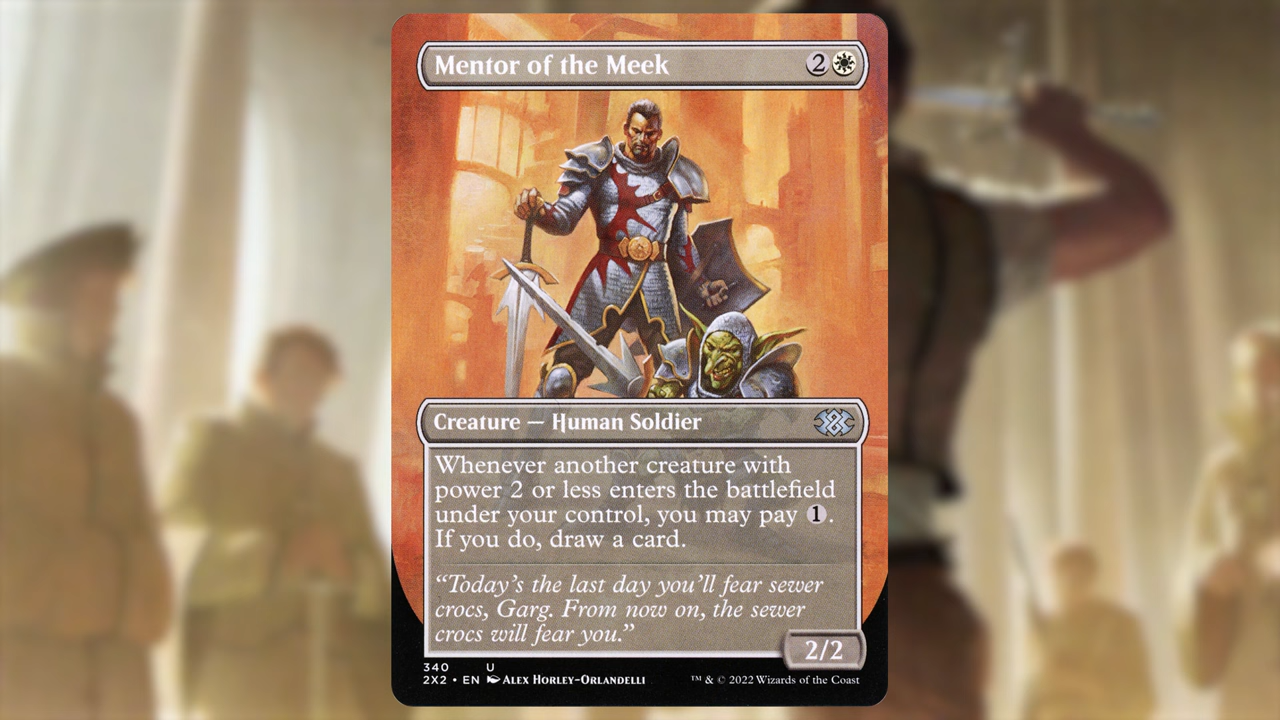 Mentor of the Meek 2
Creature — Human Soldier
Whenever another creature with
power 2 or less enters the battlefield
under your control, you may pay 1.
If you do, draw a card.
“Today’s the last day you’ll fear sewer
crocs, Garg. From now on, the sewer
crocs will fear you.”
2/2
340 U
2X2 • EN Alex Horley-Orlandelli
™ & © 2022 Wizards of the Coast